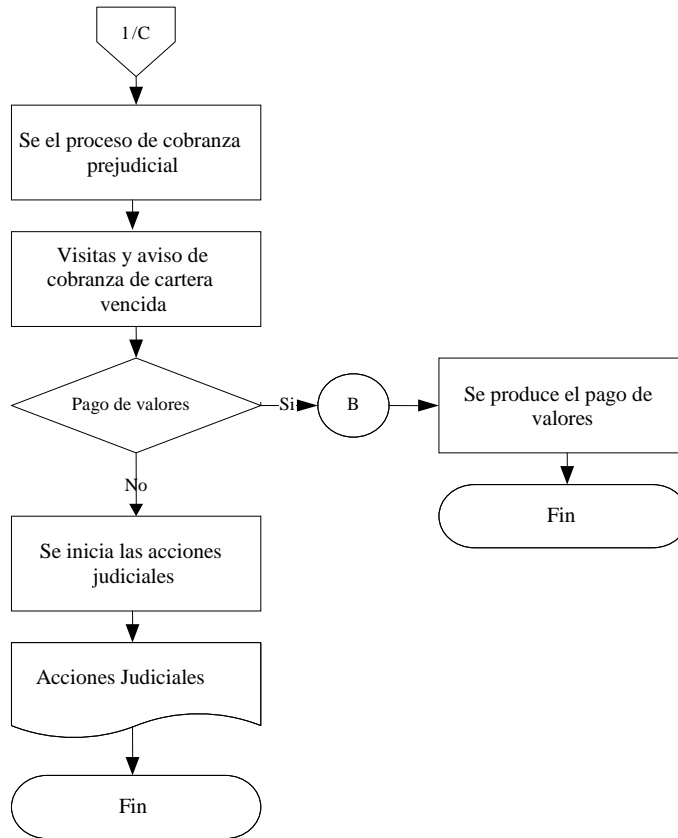 1/C
Se el proceso de cobranza
prejudicial
Visitas y aviso de
cobranza de cartera
vencida
Pago de valores
Si
B
Se produce el pago de
valores
Fin
No
Se inicia las acciones
judiciales
Acciones Judiciales
Fin